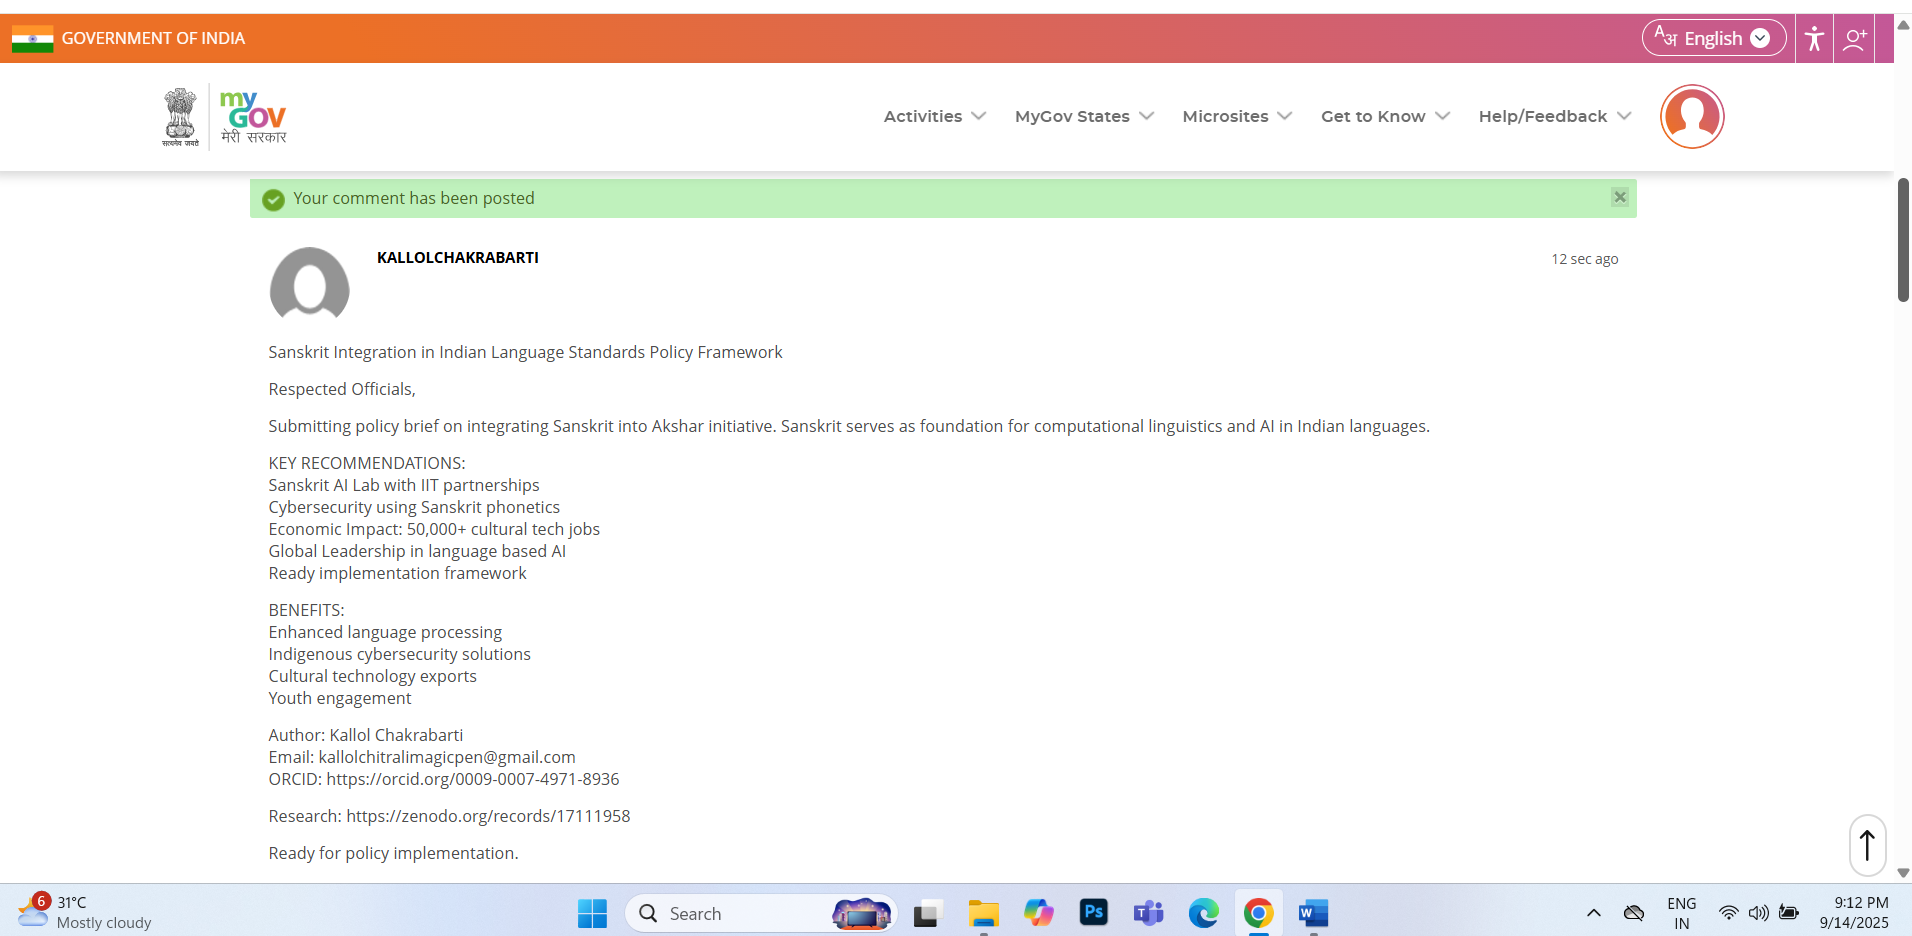 GOVERNMENT OF INDIA
Aअ English
सत्यमेव जयते
my
GOV
मेरी सरकार
Activities
MyGov States
Microsites
Get to Know
Help/Feedback
Your comment has been posted
KALLOLCHAKRABARTI
12 sec ago
Sanskrit Integration in Indian Language Standards Policy Framework
Respected Officials,
Submitting policy brief on integrating Sanskrit into Akshar initiative. Sanskrit serves as foundation for computational linguistics and AI in Indian languages.
KEY RECOMMENDATIONS:
Sanskrit AI Lab with IIT partnerships
Cybersecurity using Sanskrit phonetics
Economic Impact: 50,000+ cultural tech jobs
Global Leadership in language based AI
Ready implementation framework
BENEFITS:
Enhanced language processing
Indigenous cybersecurity solutions
Cultural technology exports
Youth engagement
Author: Kallol Chakrabarti
Email: kallolchitralimagicpen@gmail.com
ORCID: https://orcid.org/0009-0007-4971-8936
Research: https://zenodo.org/records/17111958
Ready for policy implementation.
6
31°C
Mostly cloudy
Search
Ps
T
W
ENG
IN
9:12 PM
9/14/2025